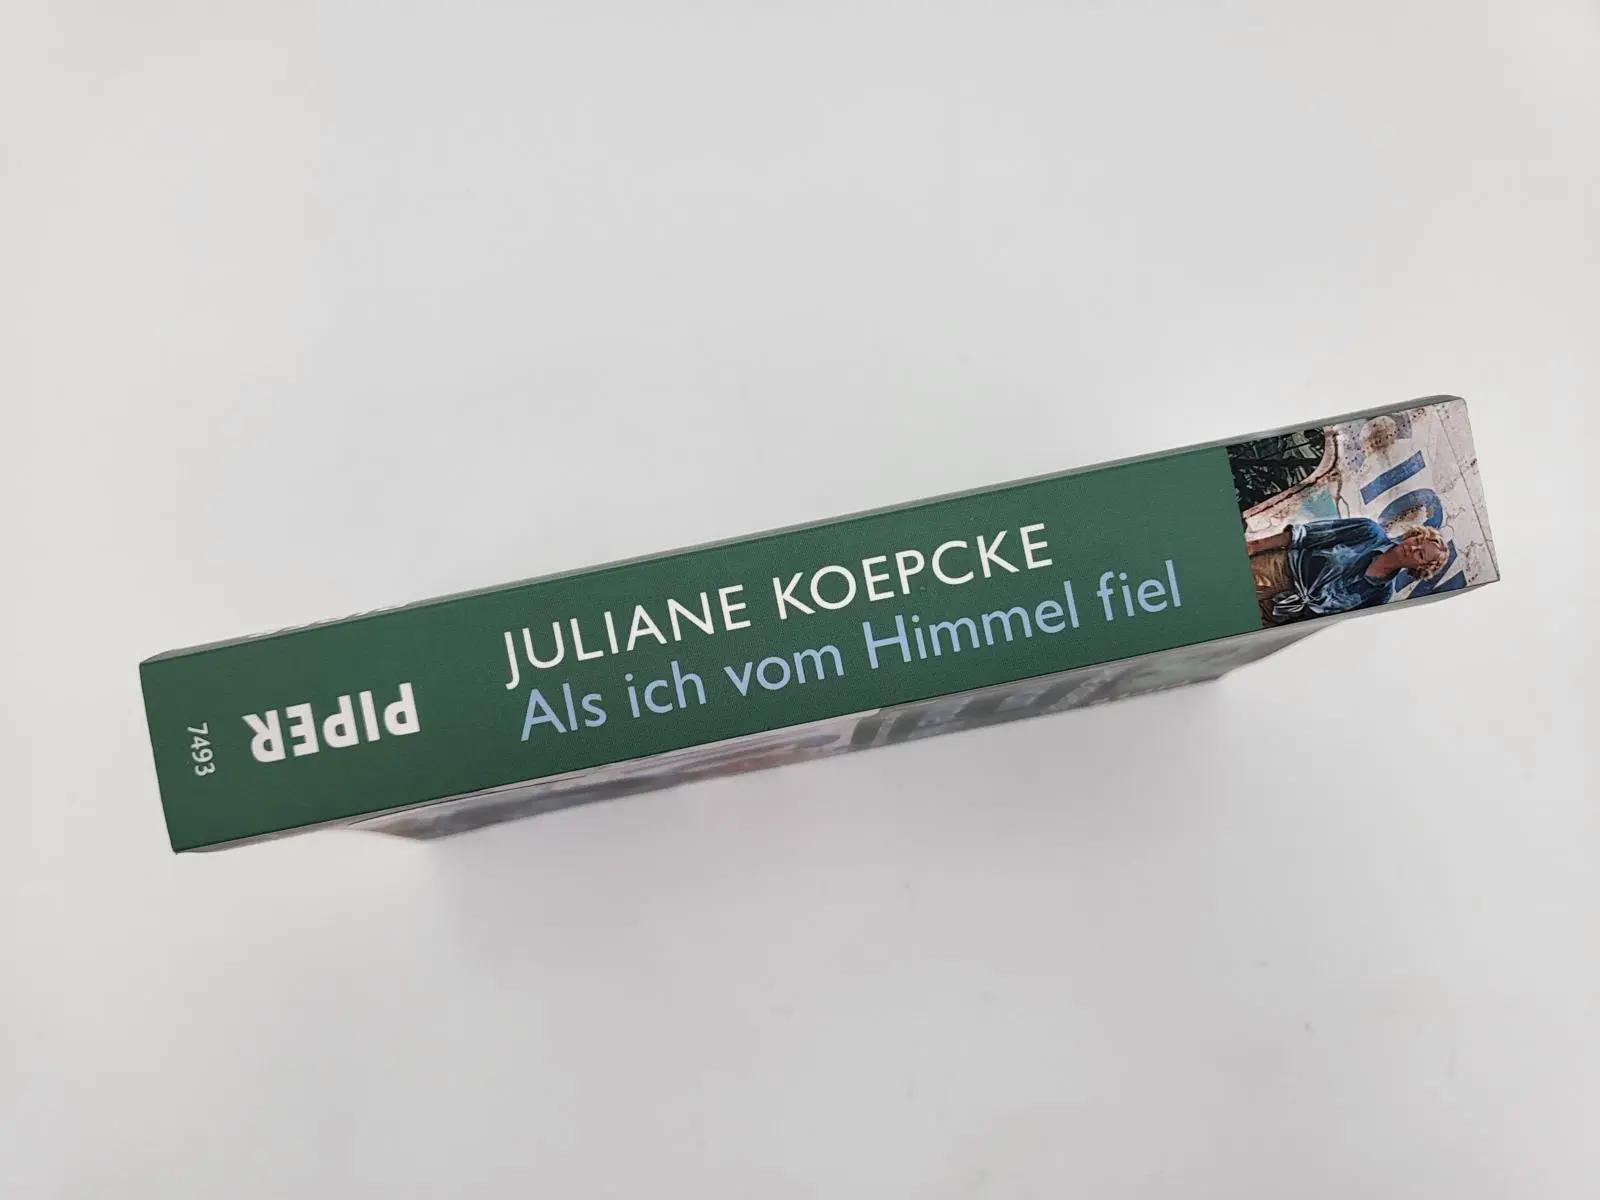 JULIANE KOEPCKE
Als ich vom Himmel fiel
PIPER
7493